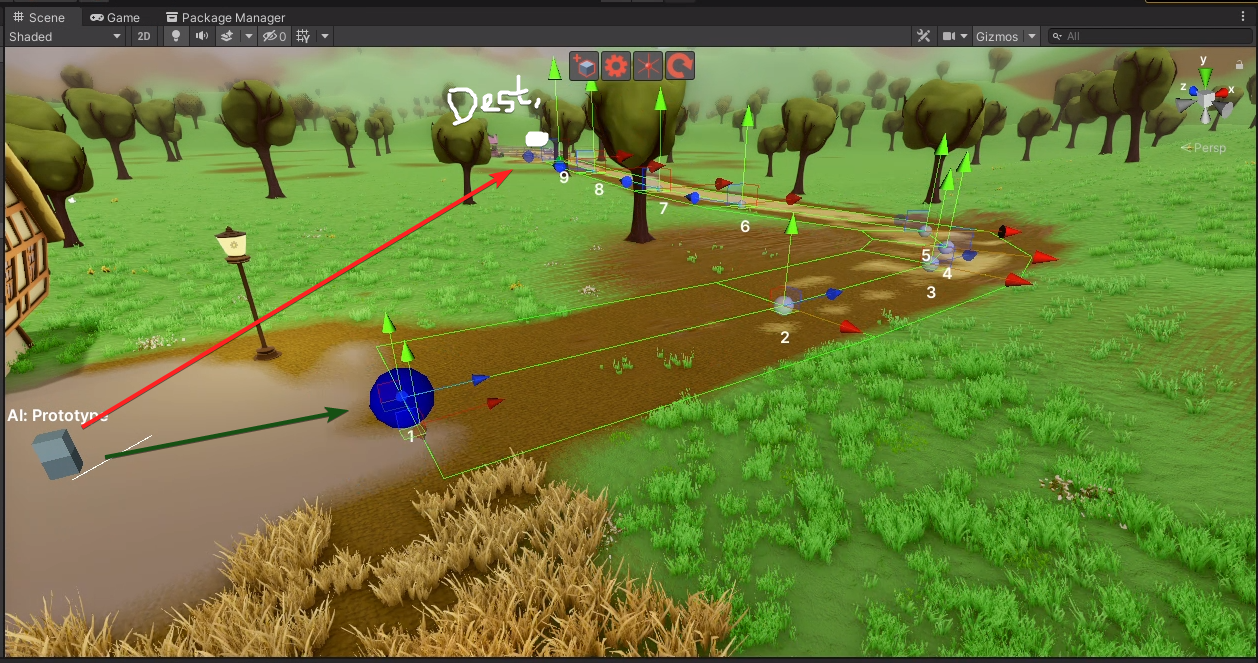 Scene Game Package Manager
Shaded 2D 0 Gizmos All
y
z x
Persp
Dest,
9 8 7 6
5 4 3
2
AI: Prototype
1